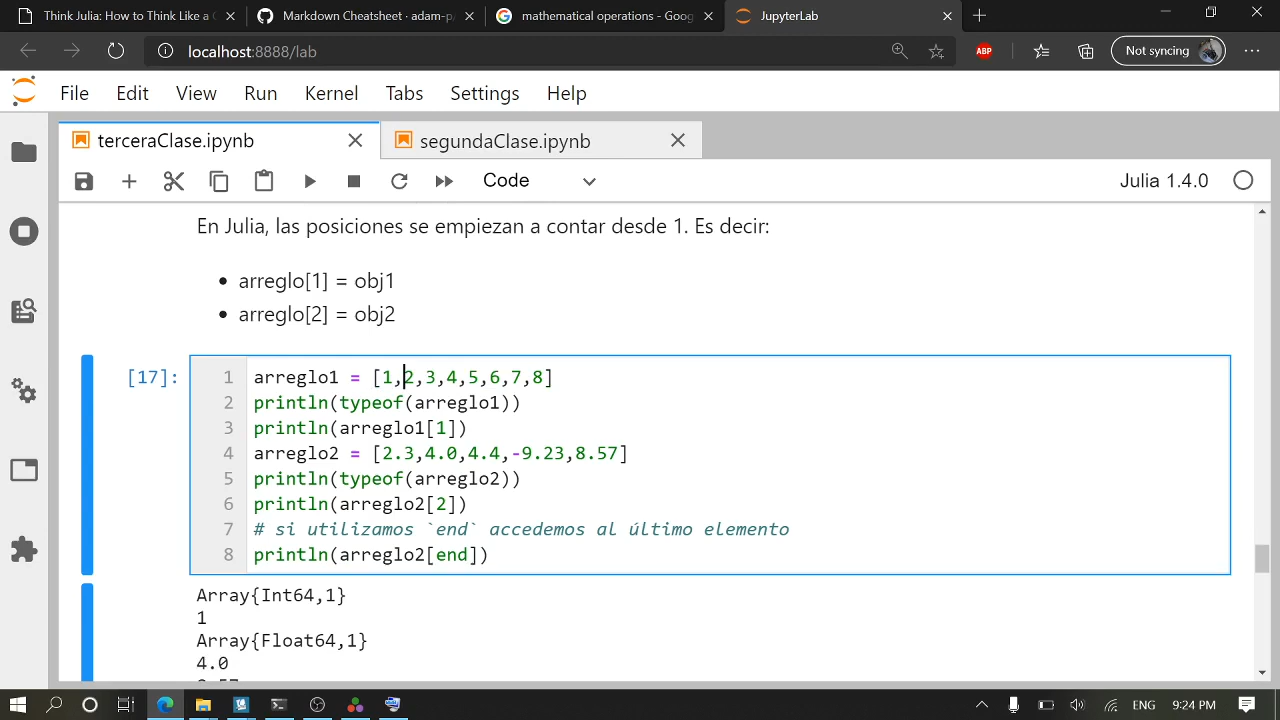 Think Julia: How to Think Like a C
Markdown Cheatsheet · adam-p/
mathematical operations - Goog
JupyterLab
localhost:8888/lab
ABP
Not syncing
File Edit View Run Kernel Tabs Settings Help
terceraClase.ipynb
segundaClase.ipynb
Code
Julia 1.4.0
En Julia, las posiciones se empiezan a contar desde 1. Es decir:
• arreglo[1] = obj1
• arreglo[2] = obj2
[17]:
1 arreglo1 = [1,2,3,4,5,6,7,8]
2 println(typeof(arreglo1))
3 println(arreglo1[1])
4 arreglo2 = [2.3,4.0,4.4,-9.23,8.57]
5 println(typeof(arreglo2))
6 println(arreglo2[2])
7 # si utilizamos `end` accedemos al último elemento
8 println(arreglo2[end])
Array{Int64,1}
1
Array{Float64,1}
4.0
8.57
ENG
9:24 PM